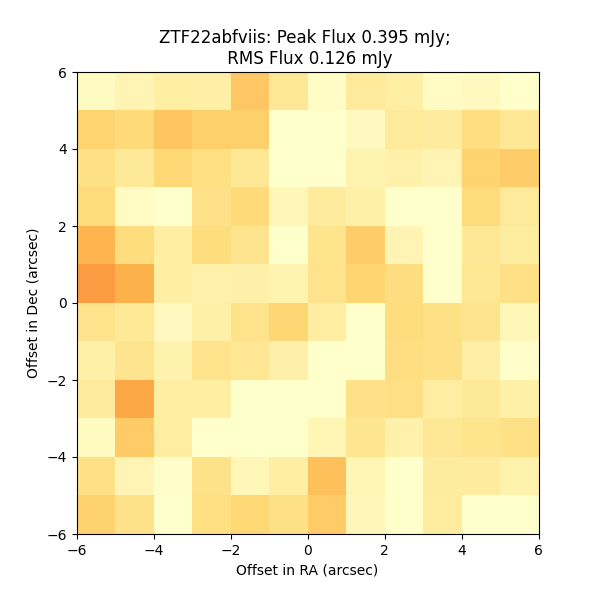 ZTF22abfviis: Peak Flux 0.395 mJy;
RMS Flux 0.126 mJy
6
4
2
0
−2
−4
−6
Offset in Dec (arcsec)
−6 −4 −2 0 2 4 6
Offset in RA (arcsec)